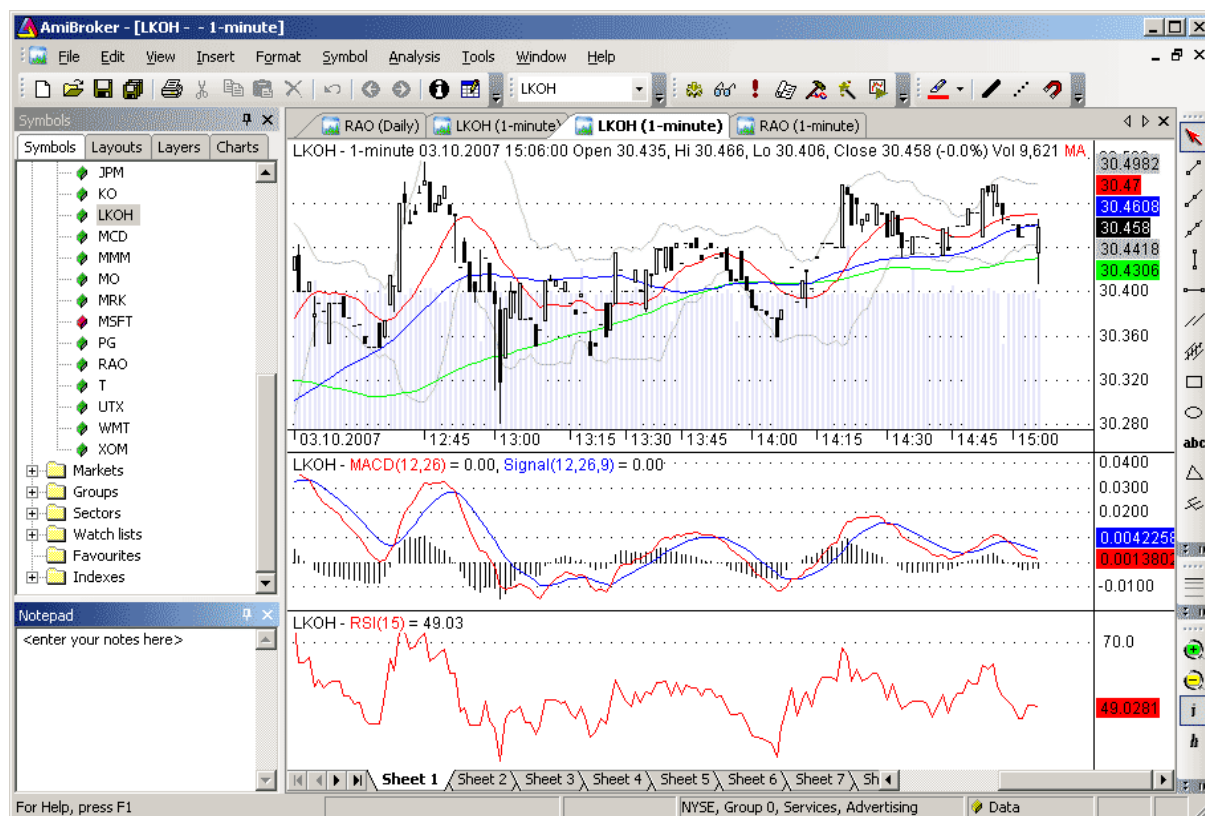 AmiBroker - [LKOH - - 1-minute]
File Edit View Insert Format Symbol Analysis Tools Window Help
LKOH
Symbols
Symbols Layouts Layers Charts
JPM
KO
LKOH
MCD
MMM
MO
MRK
MSFT
PG
RAO
T
UTX
WMT
XOM
Markets
Groups
Sectors
Watch lists
Favourites
Indexes
Notepad
<enter your notes here>
RAO (Daily) LKOH (1-minute) LKOH (1-minute) RAO (1-minute)
LKOH - 1-minute 03.10.2007 15:06:00 Open 30.435, Hi 30.466, Lo 30.406, Close 30.458 (-0.0%) Vol 9,621 MA
30.4982
30.47
30.4608
30.458
30.4418
30.4306
30.400
30.360
30.320
30.280
03.10.2007 12:45 13:00 13:15 13:30 13:45 14:00 14:15 14:30 14:45 15:00
LKOH - MACD(12,26) = 0.00, Signal(12,26,9) = 0.00
0.0400
0.0300
0.0200
0.0042258
0.0013802
-0.0100
LKOH - RSI(15) = 49.03
70.0
49.0281
abc
Sheet 1 Sheet 2 Sheet 3 Sheet 4 Sheet 5 Sheet 6 Sheet 7 Sh
For Help, press F1
NYSE, Group 0, Services, Advertising
Data